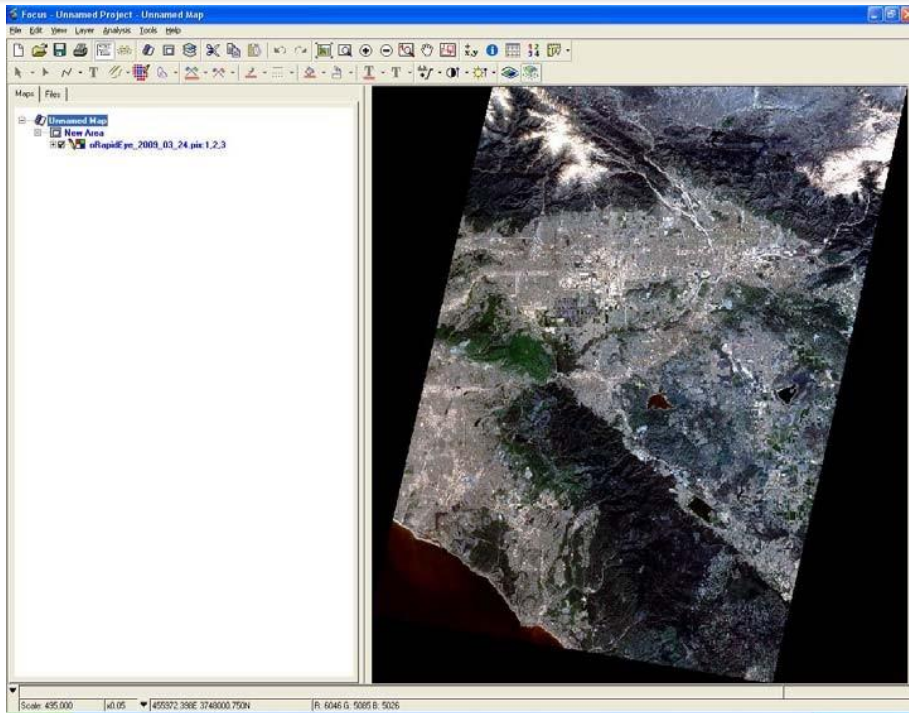 Focus - Unnamed Project - Unnamed Map
File Edit View Layer Analysis Tools Help
Maps Files
Unnamed Map
New Area
oRapidEye_2009_03_24.pix:1,2,3
Scale: 495,000 x0.05 455972.398E 3748000.750N R: 6046 G: 5085 B: 5026